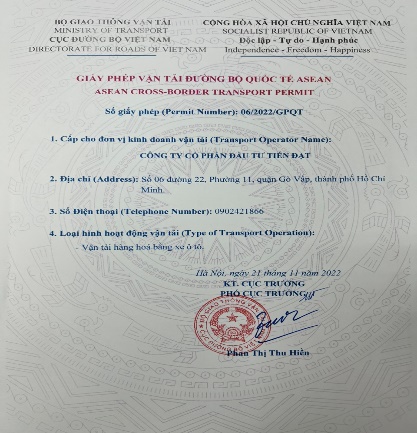 BỘ GIAO THÔNG VẬN TẢI
MINISTRY OF TRANSPORT
CỤC ĐƯỜNG BỘ VIỆT NAM
DIRECTORATE FOR ROADS OF VIET NAM
CỘNG HÒA XÃ HỘI CHỦ NGHĨA VIỆT NAM
SOCIALIST REPUBLIC OF VIETNAM
Độc lập - Tự do - Hạnh phúc
Independence - Freedom - Happiness
GIẤY PHÉP VẬN TẢI ĐƯỜNG BỘ QUỐC TẾ ASEAN
ASEAN CROSS-BORDER TRANSPORT PERMIT
Số giấy phép (Permit Number): 06/2022/GPQT
1. Cấp cho đơn vị kinh doanh vận tải (Transport Operator Name):
CÔNG TY CỔ PHẦN ĐẦU TƯ TIẾN ĐẠT
2. Địa chỉ (Address): Số 06 đường 22, Phường 11, quận Gò Vấp, thành phố Hồ Chí
Minh.
3. Số Điện thoại (Telephone Number): 0902421866
4. Loại hình hoạt động vận tải (Type of Transport Operation):
- Vận tải hàng hoá bằng xe ô tô.
Hà Nội, ngày 21 tháng 11 năm 2022
KT. CỤC TRƯỞNG
PHÓ CỤC TRƯỞNG
Phan Thị Thu Hiền